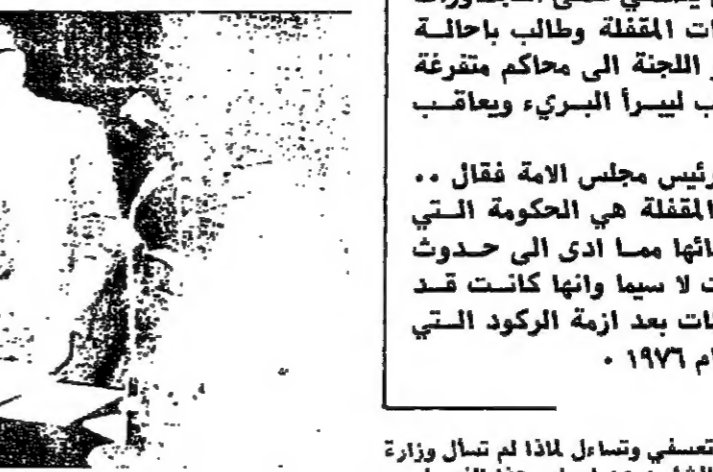 ات المقفلة وطالب باحالة
اللجنة الى محاكم متفرغة
ب ليبرأ البريء ويعاقب
رئيس مجلس الامة فقال ..
المقفلة هي الحكومة التي
ائها مما ادى الى حدوث
ت لا سيما وانها كانت قد
ات بعد ازمة الركود التي
ام ١٩٧٦ .
تعسفي وتساءل لماذا لم تسأل وزارة